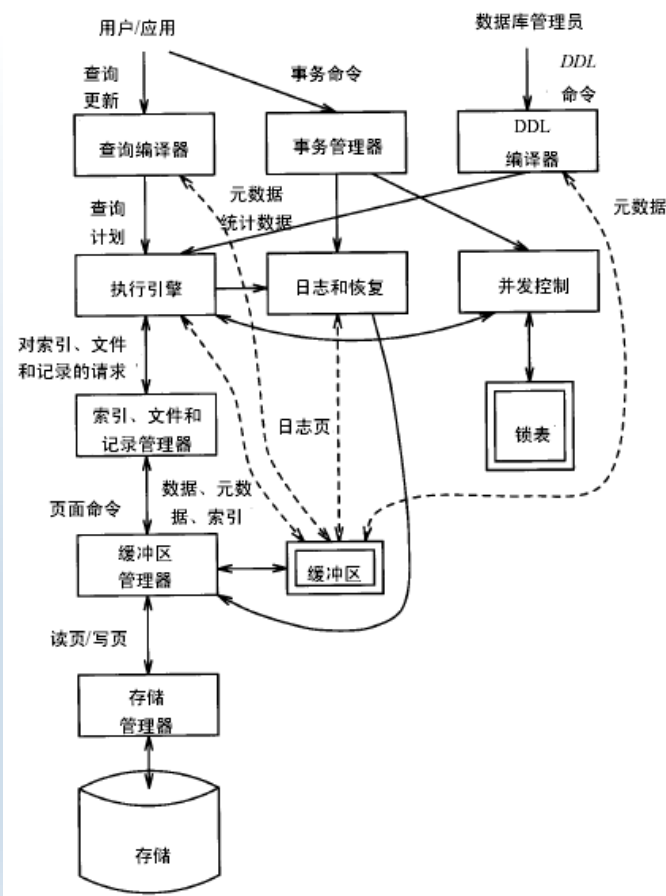 用户/应用
数据库管理员
查询
更新
事务命令
DDL
命令
查询编译器
事务管理器
DDL
编译器
查询
计划
元数据
统计数据
元数据
执行引擎
日志和恢复
并发控制
对索引、文件
和记录的请求
索引、文件和
记录管理器
日志页
锁表
页面命令
数据、元数
据、索引
缓冲区
管理器
缓冲区
读页/写页
存储
管理器
存储